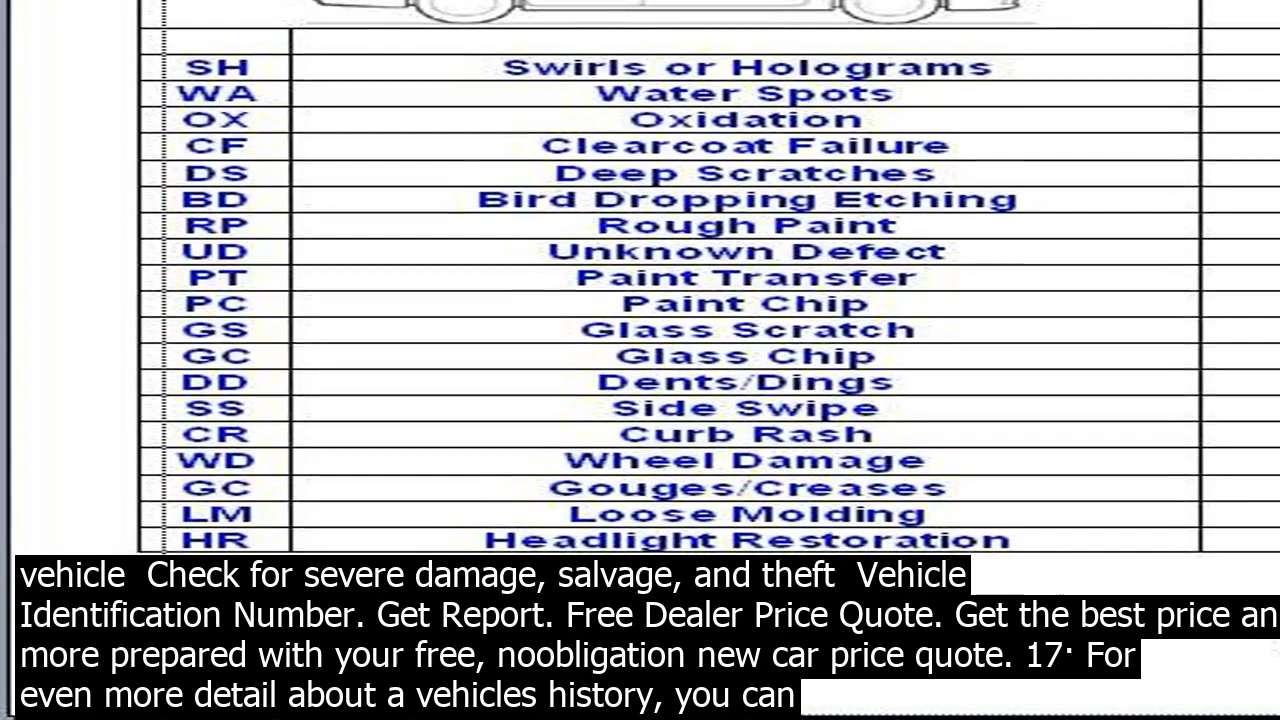 SH Swirls or Holograms
WA Water Spots
OX Oxidation
CF Clearcoat Failure
DS Deep Scratches
BD Bird Dropping Etching
RP Rough Paint
UD Unknown Defect
PT Paint Transfer
PC Paint Chip
GS Glass Scratch
GC Glass Chip
DD Dents/Dings
SS Side Swipe
CR Curb Rash
WD Wheel Damage
GC Gouges/Creases
LM Loose Molding
HR Headlight Restoration
vehicle  Check for severe damage, salvage, and theft  Vehicle
Identification Number. Get Report. Free Dealer Price Quote. Get the best price an
more prepared with your free, noobligation new car price quote. 17· For
even more detail about a vehicles history, you can